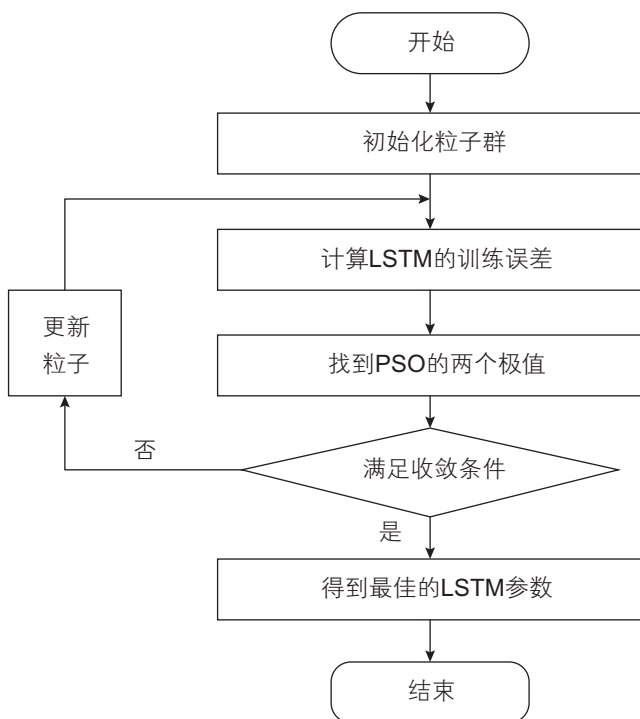 开始
初始化粒子群
计算LSTM的训练误差
更新
粒子
找到PSO的两个极值
否
满足收敛条件
是
得到最佳的LSTM参数
结束